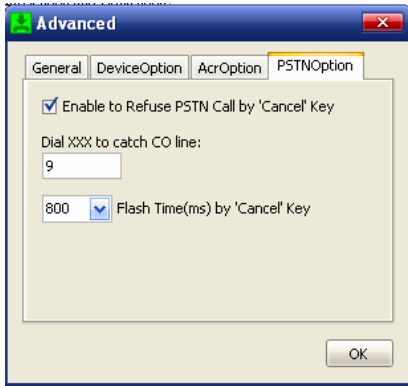 Advanced
General DeviceOption AcrOption PSTNOption
Enable to Refuse PSTN Call by 'Cancel' Key
Dial XXX to catch CO line:
9
800 Flash Time(ms) by 'Cancel' Key
OK